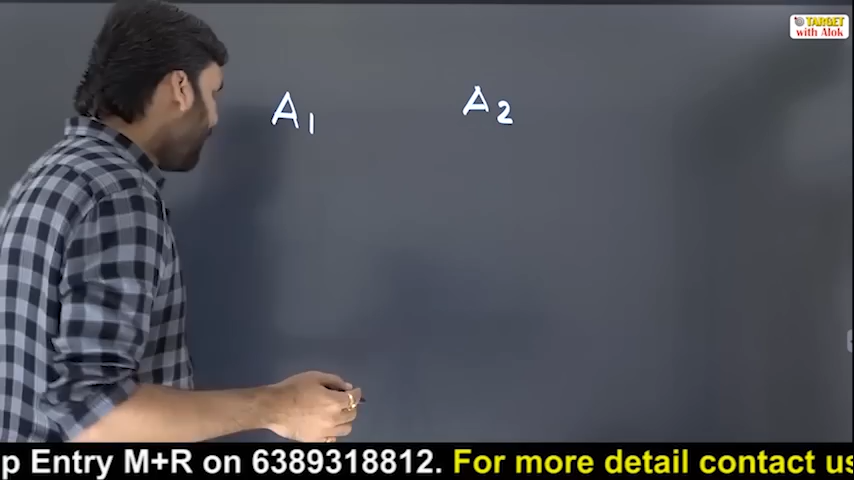 TARGET
with Alok
A1 A2
p Entry M+R on 6389318812. For more detail contact us